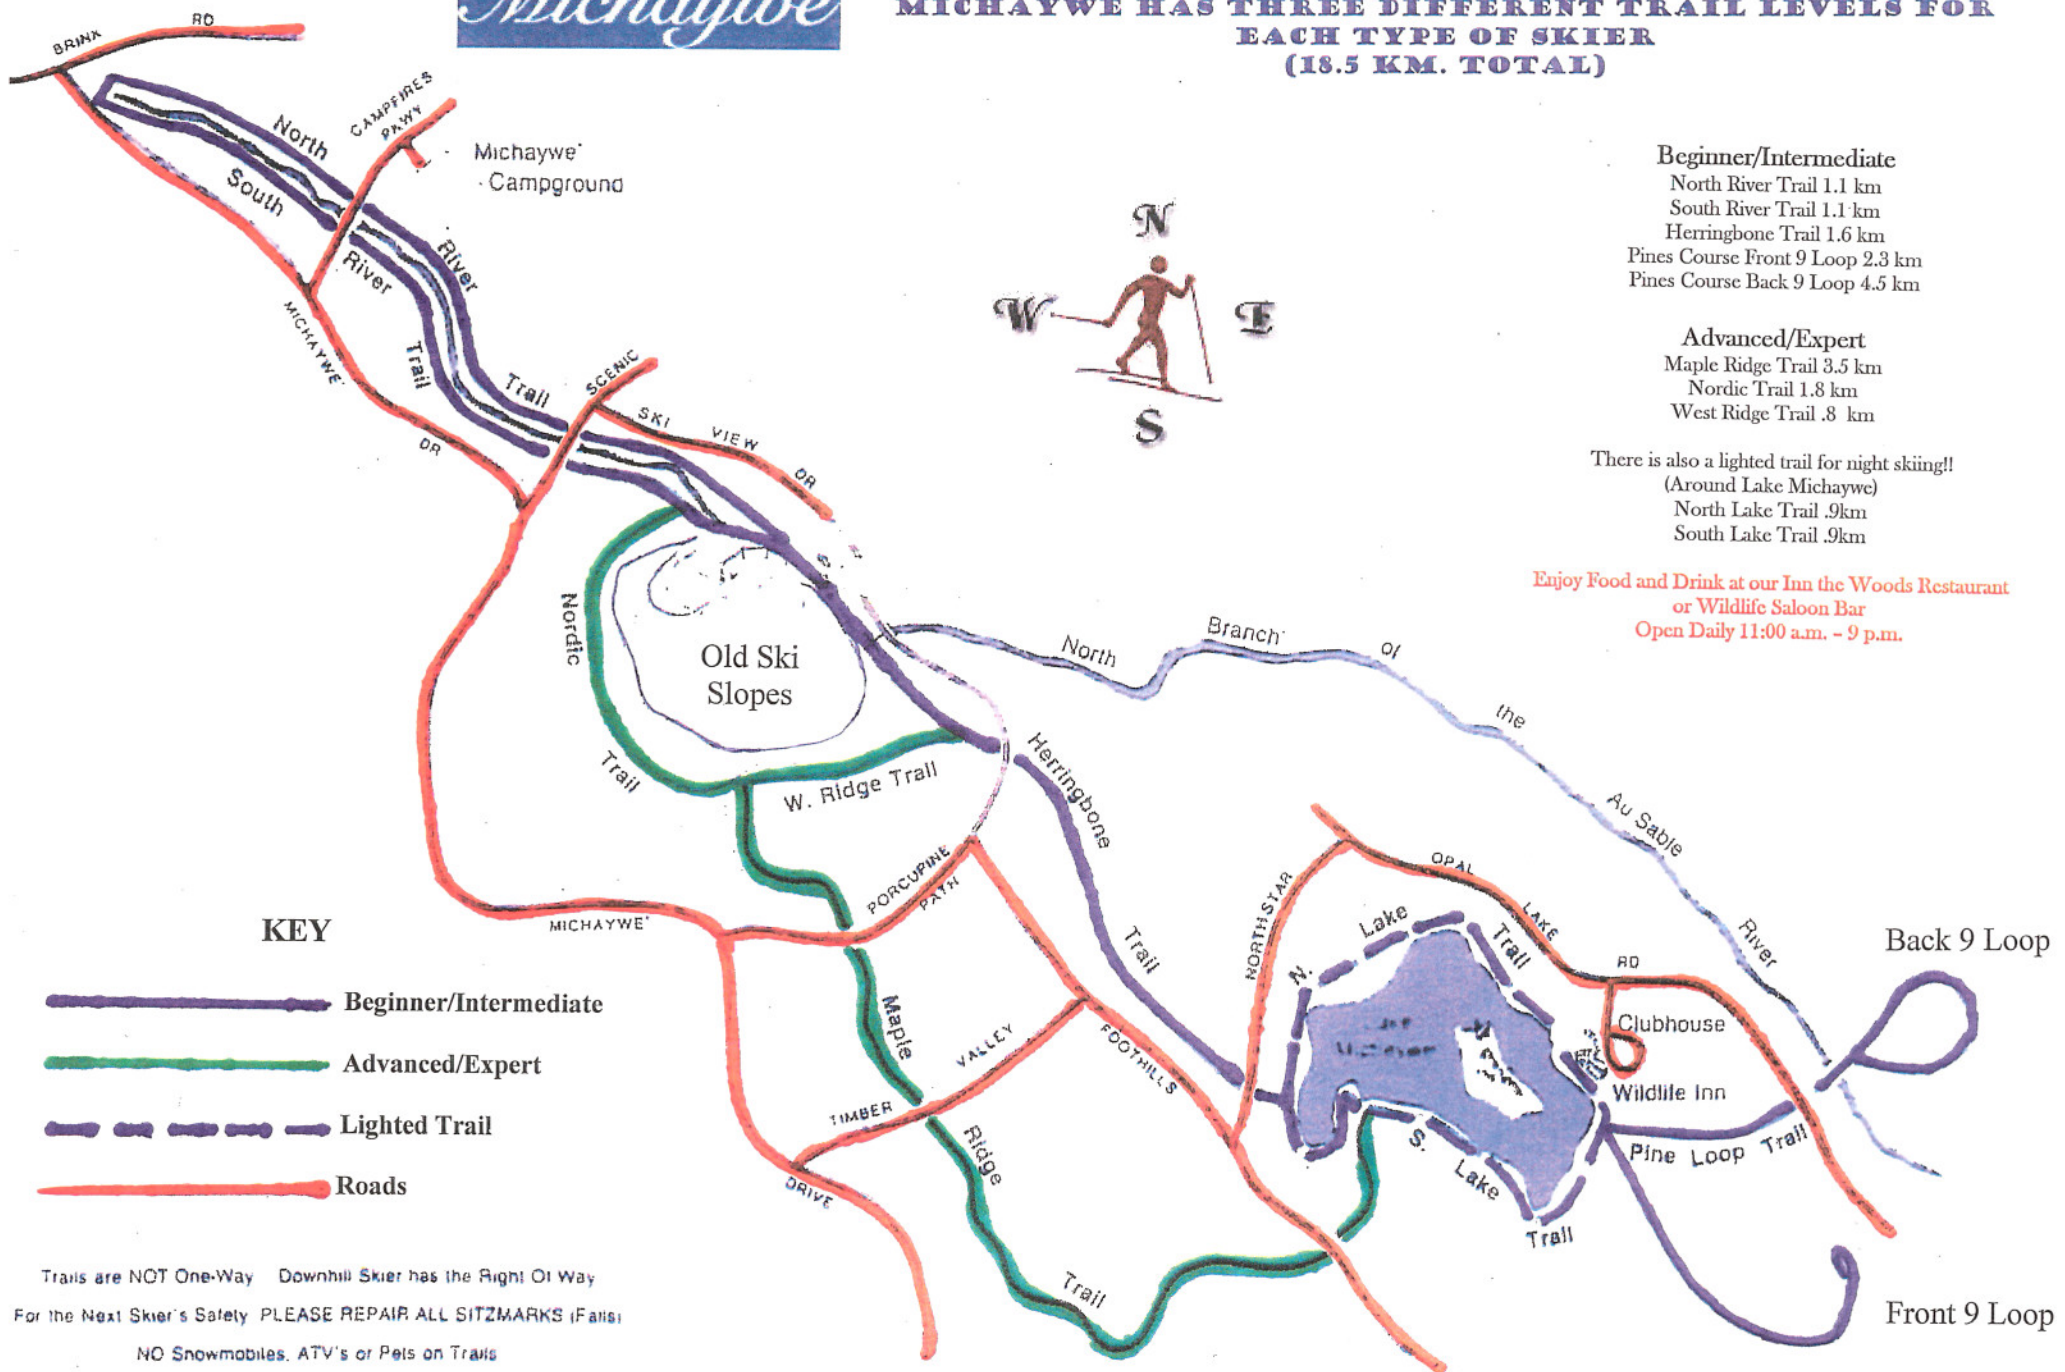 Michaywe
MICHAYWE HAS THREE DIFFERENT TRAIL LEVELS FOR
EACH TYPE OF SKIER
(18.5 KM. TOTAL)
Beginner/Intermediate
North River Trail 1.1 km
South River Trail 1.1 km
Herringbone Trail 1.6 km
Pines Course Front 9 Loop 2.3 km
Pines Course Back 9 Loop 4.5 km
Advanced/Expert
Maple Ridge Trail 3.5 km
Nordic Trail 1.8 km
West Ridge Trail .8 km
There is also a lighted trail for night skiing!!
(Around Lake Michaywe)
North Lake Trail .9km
South Lake Trail .9km
Enjoy Food and Drink at our Inn the Woods Restaurant
or Wildlife Saloon Bar
Open Daily 11:00 a.m. – 9 p.m.
N
W
E
S
BRINK RD
CAMPFIRES
PKWY
Michaywe'
Campground
North River Trail
South River Trail
MICHAYWE' DR
SCENIC
SKI VIEW DR
Nordic Trail
Old Ski
Slopes
W. Ridge Trail
North Branch of the Au Sable River
Herringbone Trail
PORCUPINE
PATH
MICHAYWE'
DRIVE
Maple Ridge Trail
TIMBER VALLEY
FOOTHILLS
NORTH STAR
OPAL LAKE RD
N. Lake Trail
S. Lake Trail
Clubhouse
Wildlife Inn
Pine Loop Trail
Back 9 Loop
Front 9 Loop
KEY
Beginner/Intermediate
Advanced/Expert
Lighted Trail
Roads
Trails are NOT One-Way Downhill Skier has the Right Of Way
For the Next Skier's Safety PLEASE REPAIR ALL SITZMARKS (Falls)
NO Snowmobiles, ATV's or Pets on Trails